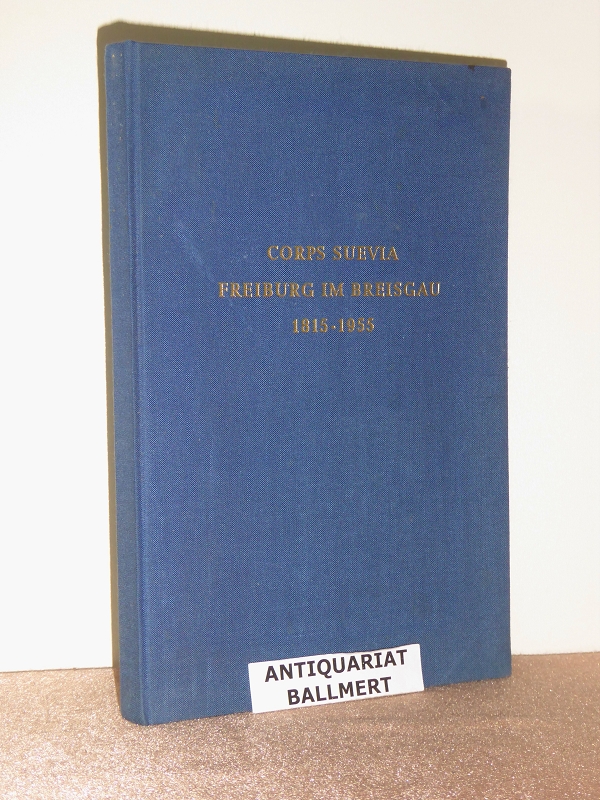 CORPS SUEVIA
FREIBURG IM BREISGAU
1815-1955
ANTIQUARIAT
BALLMERT